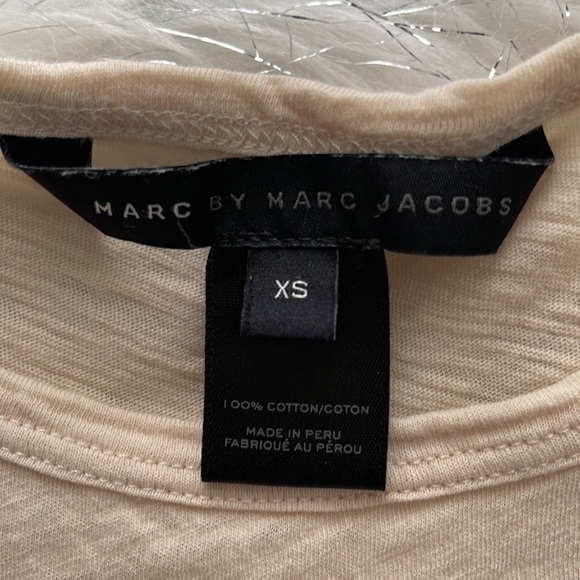 MARC BY MARC JACOBS
XS
100% COTTON/COTON
MADE IN PERU
FABRIQUÉ AU PÉROU